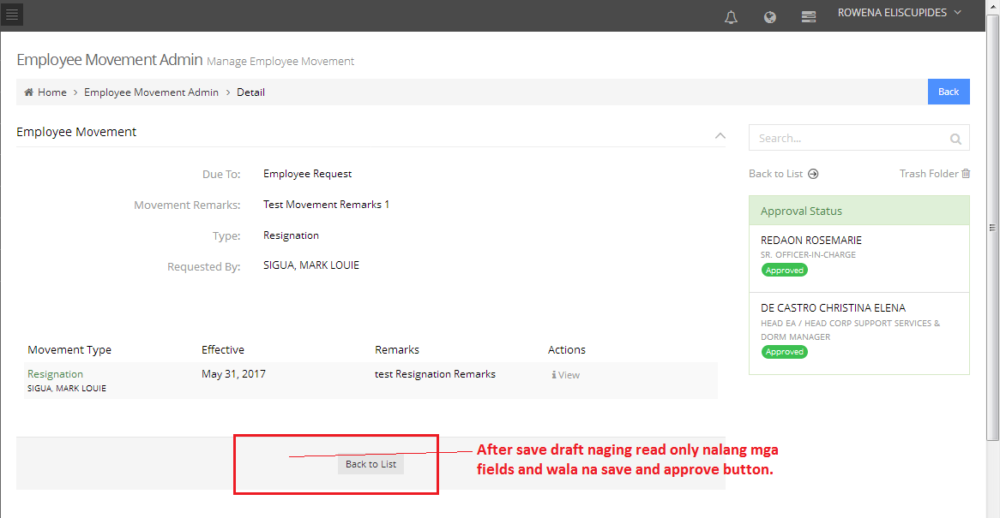 ROWENA ELISCUPIDES
Employee Movement Admin Manage Employee Movement
Home > Employee Movement Admin > Detail
Back
Employee Movement
Due To: Employee Request
Movement Remarks: Test Movement Remarks 1
Type: Resignation
Requested By: SIGUA, MARK LOUIE
Search...
Back to List
Trash Folder
Approval Status
REDAON ROSEMARIE
SR. OFFICER-IN-CHARGE
Approved
DE CASTRO CHRISTINA ELENA
HEAD EA / HEAD CORP SUPPORT SERVICES &
DORM MANAGER
Approved
Movement Type Effective Remarks Actions
Resignation May 31, 2017 test Resignation Remarks View
SIGUA, MARK LOUIE
Back to List
After save draft naging read only nalang mga
fields and wala na save and approve button.